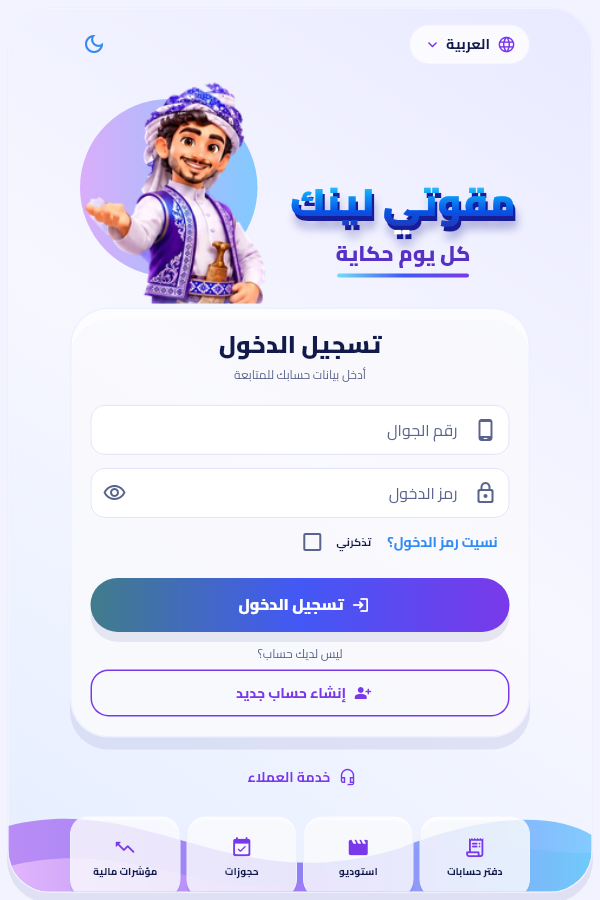 العربية
مقوتي لينك
كل يوم حكاية
تسجيل الدخول
أدخل بيانات حسابك للمتابعة
رقم الجوال
رمز الدخول
نسيت رمز الدخول؟
تذكرني
تسجيل الدخول
ليس لديك حساب؟
إنشاء حساب جديد
خدمة العملاء
دفتر حسابات
استوديو
حجوزات
مؤشرات مالية